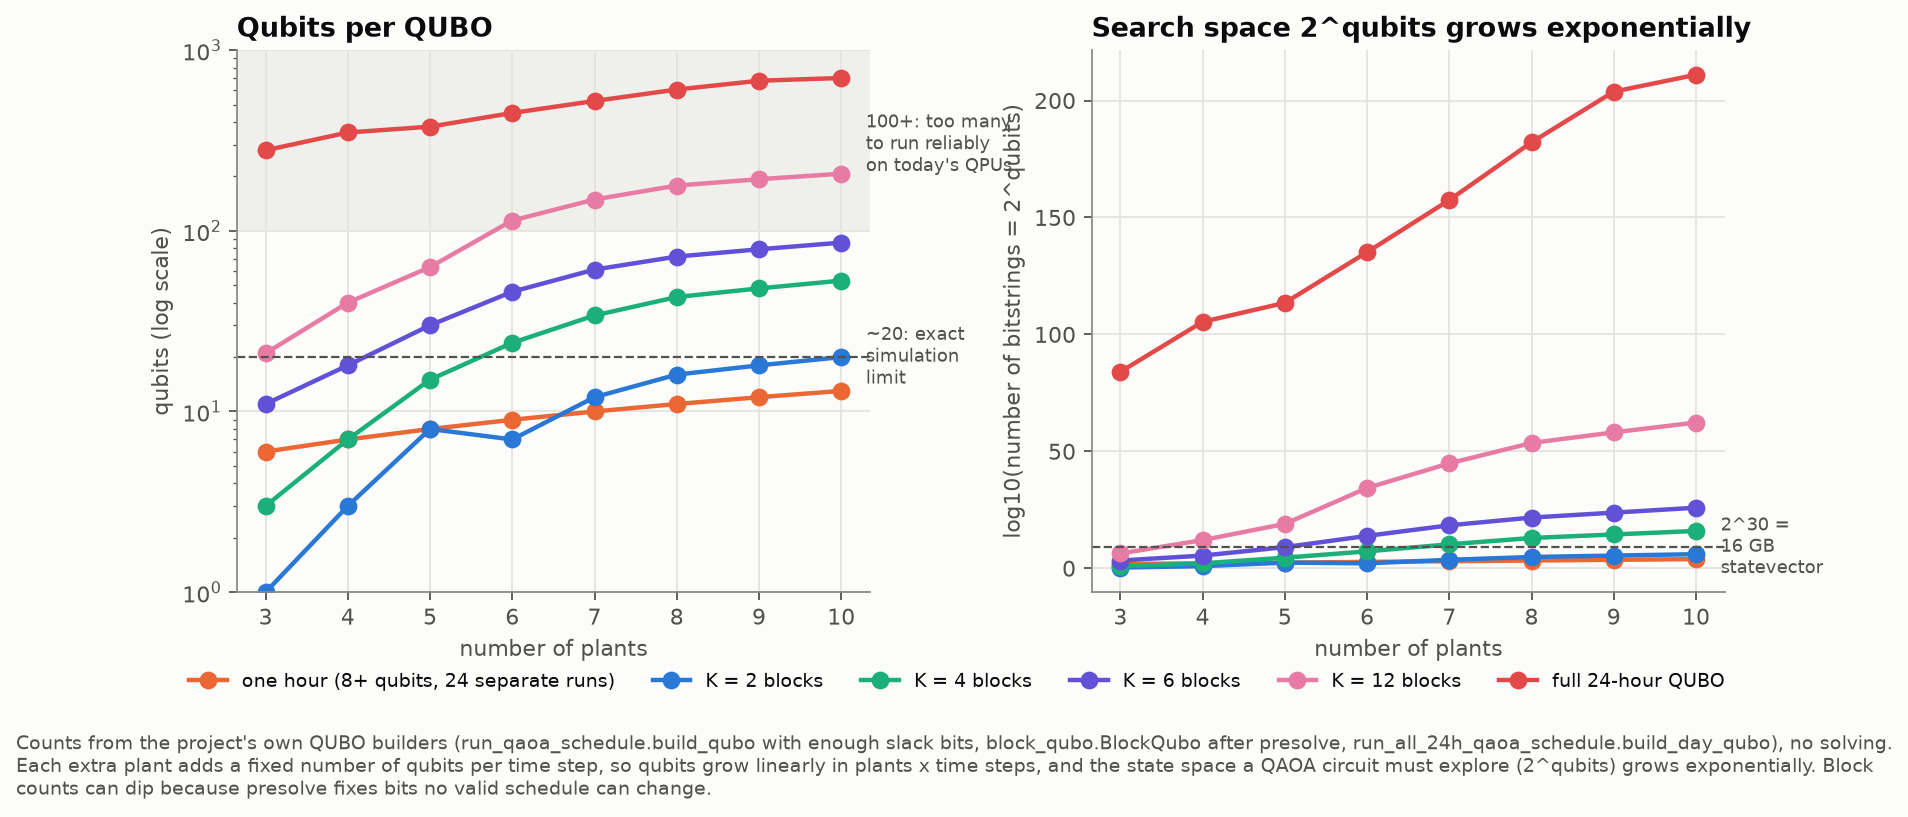 Qubits per QUBO
qubits (log scale)
10^3
10^2
10^1
10^0
100+: too many
to run reliably
on today's QPUs
~20: exact
simulation
limit
3 4 5 6 7 8 9 10
number of plants
Search space 2^qubits grows exponentially
log10(number of bitstrings = 2^qubits)
200
150
100
50
0
2^30 =
16 GB
statevector
3 4 5 6 7 8 9 10
number of plants
one hour (8+ qubits, 24 separate runs) K = 2 blocks K = 4 blocks K = 6 blocks K = 12 blocks full 24-hour QUBO
Counts from the project's own QUBO builders (run_qaoa_schedule.build_qubo with enough slack bits, block_qubo.BlockQubo after presolve, run_all_24h_qaoa_schedule.build_day_qubo), no solving.
Each extra plant adds a fixed number of qubits per time step, so qubits grow linearly in plants x time steps, and the state space a QAOA circuit must explore (2^qubits) grows exponentially. Block
counts can dip because presolve fixes bits no valid schedule can change.